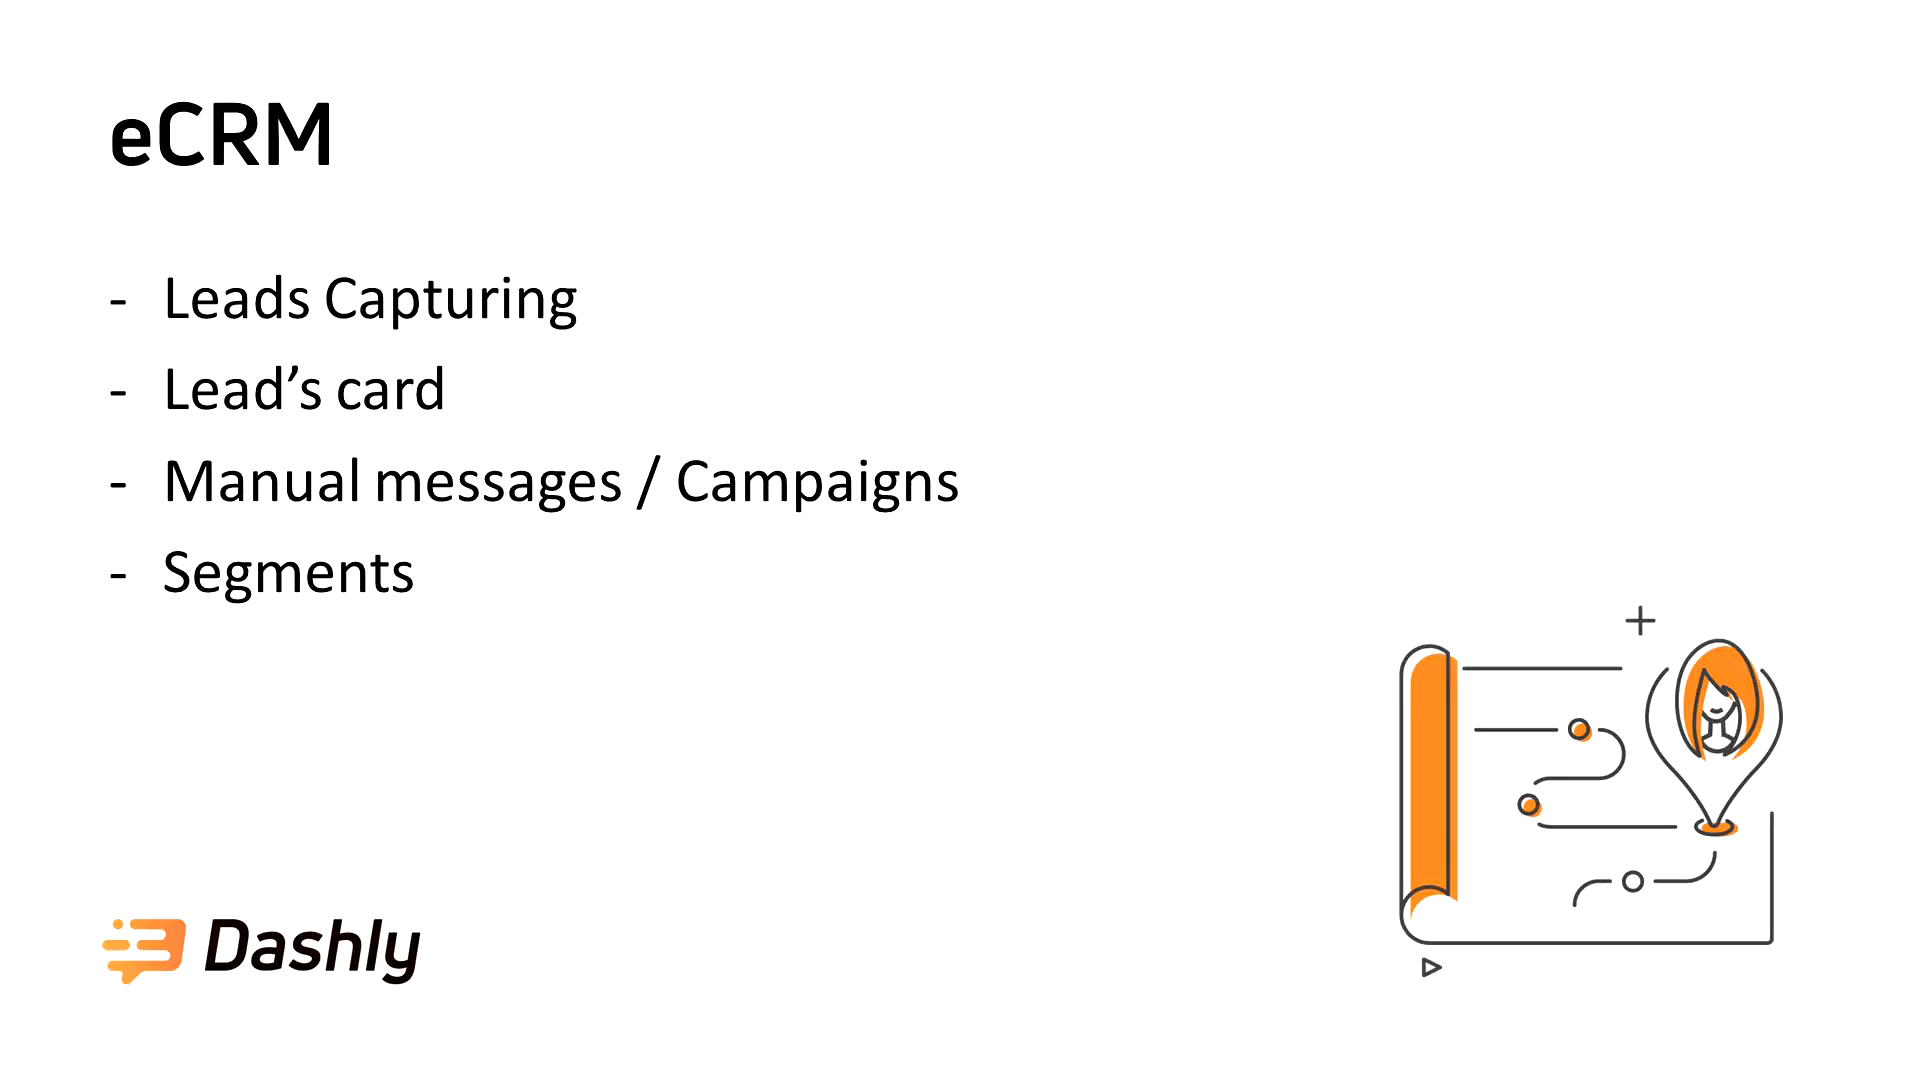 eCRM
- Leads Capturing
- Lead’s card
- Manual messages / Campaigns
- Segments
Dashly